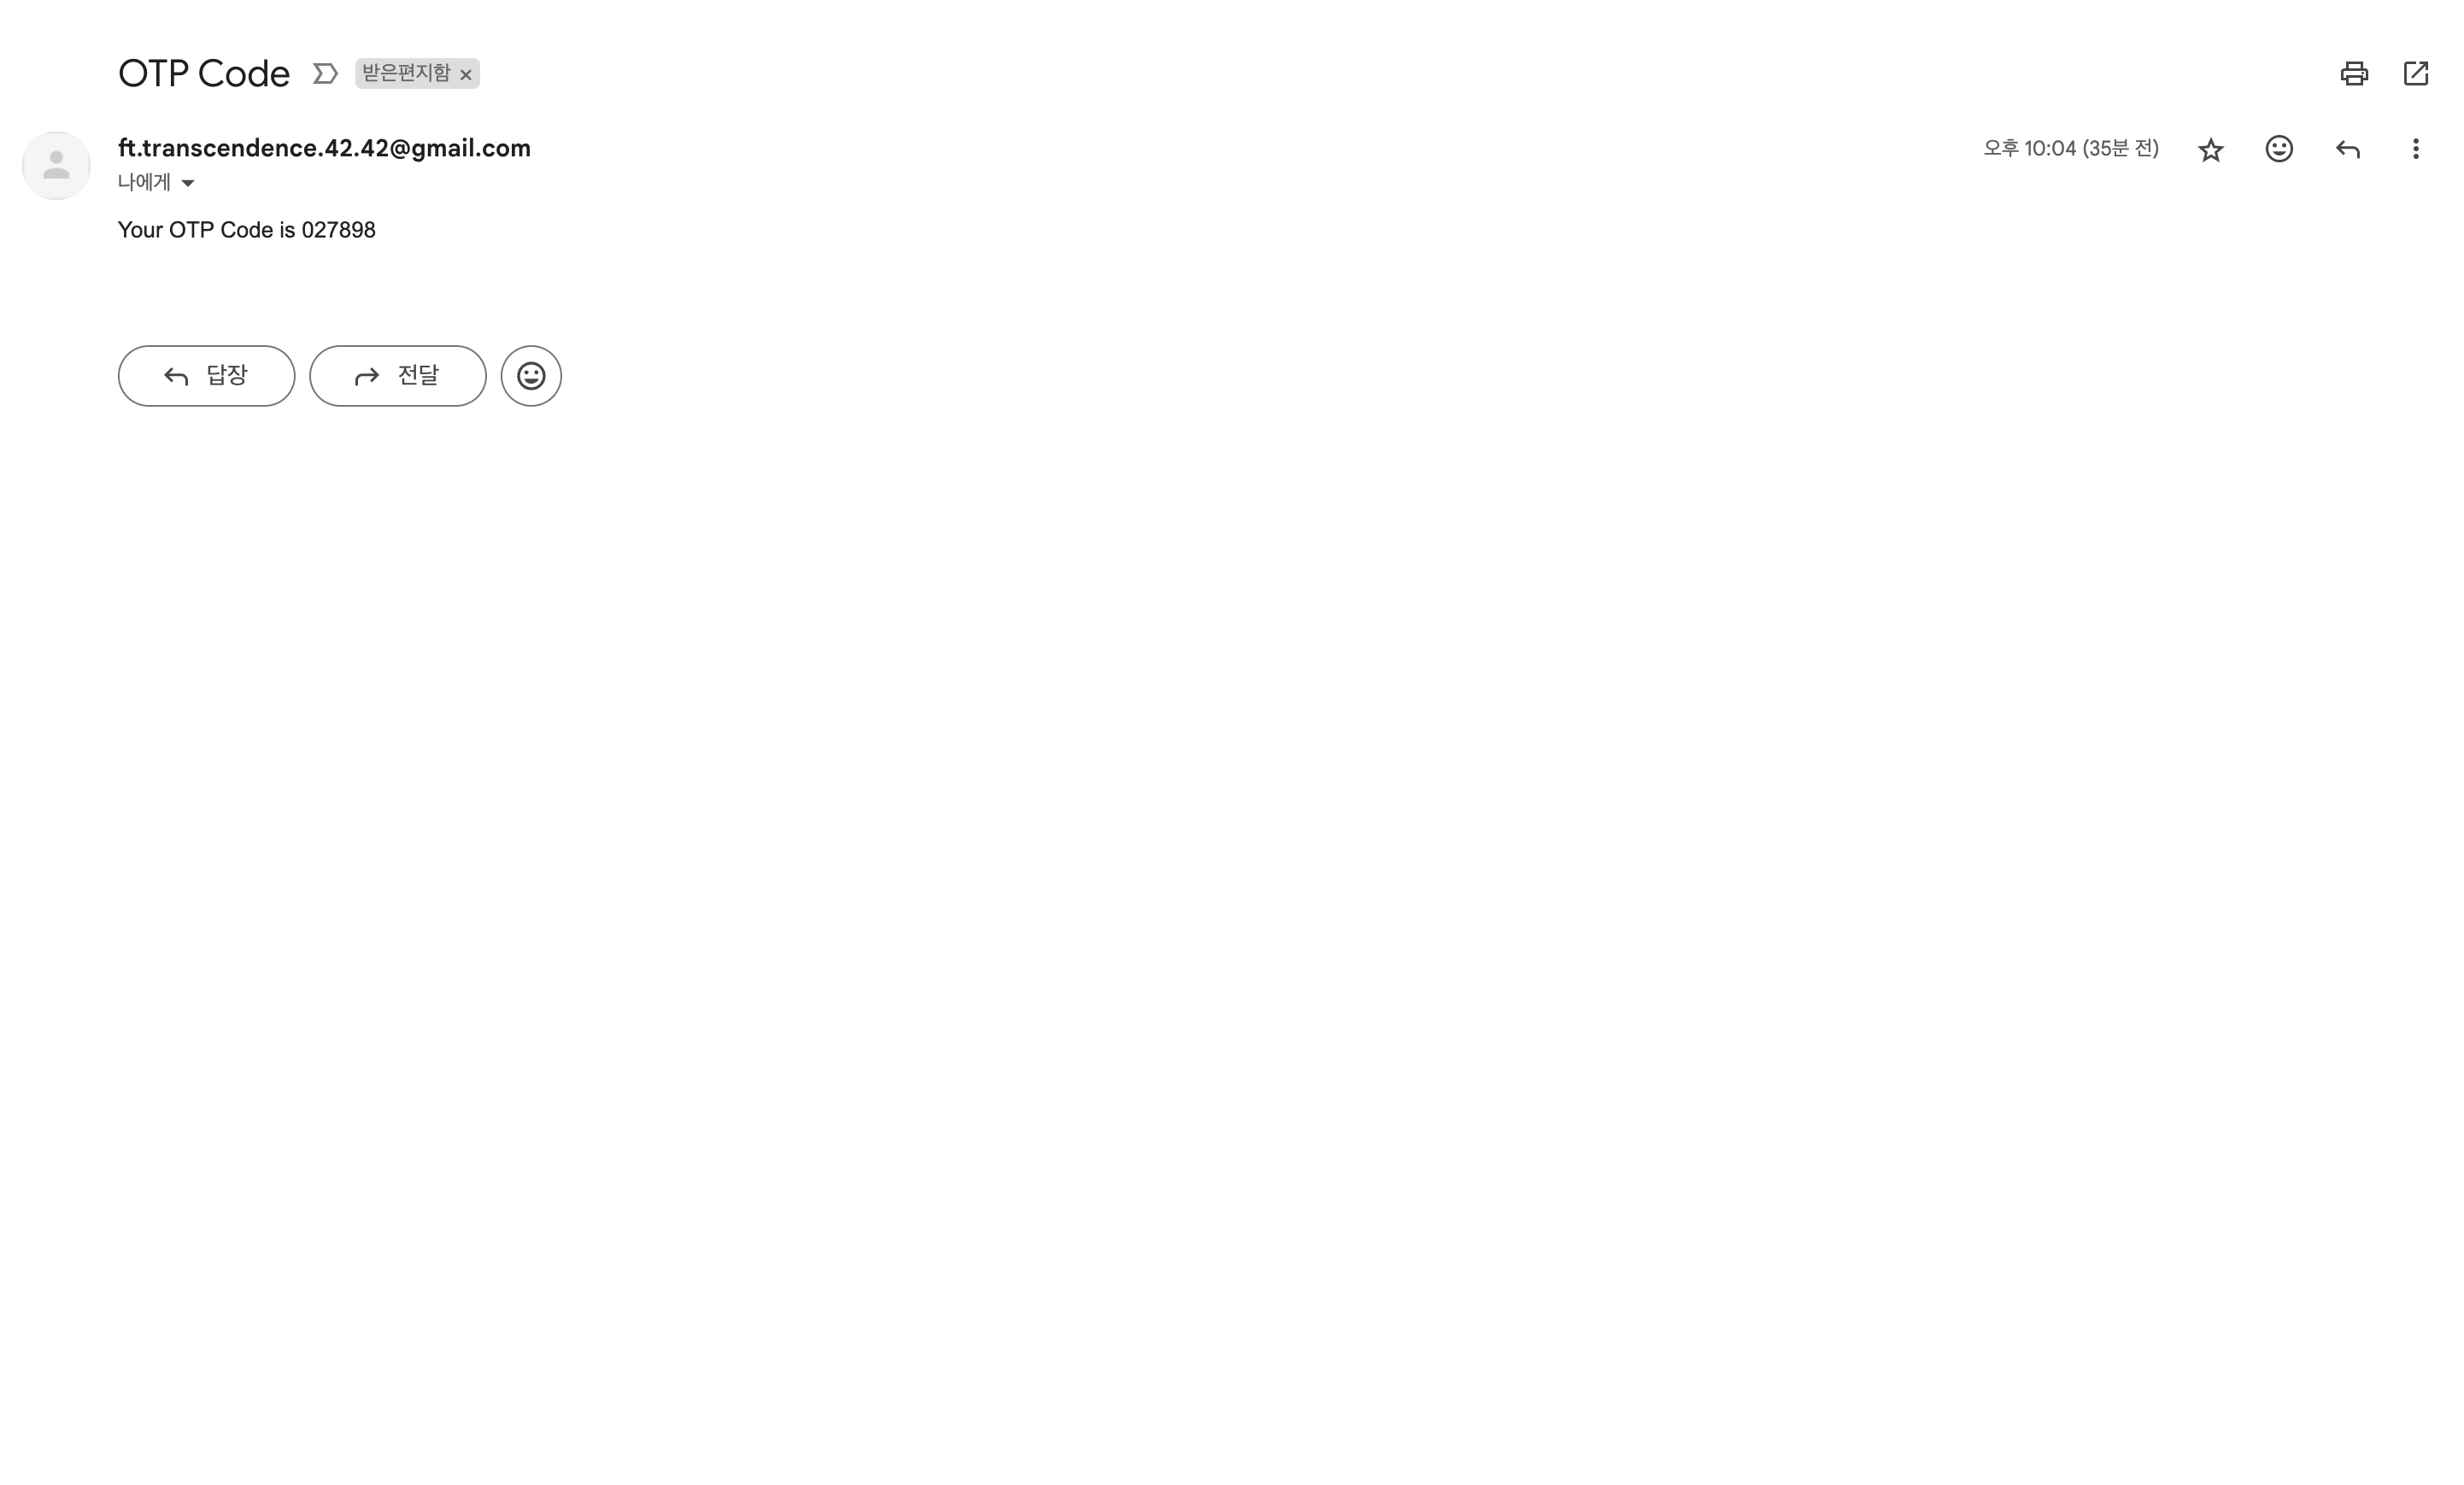 OTP Code 받은편지함 ×
ft.transcendence.42.42@gmail.com 오후 10:04 (35분 전)
나에게
Your OTP Code is 027898
답장 전달